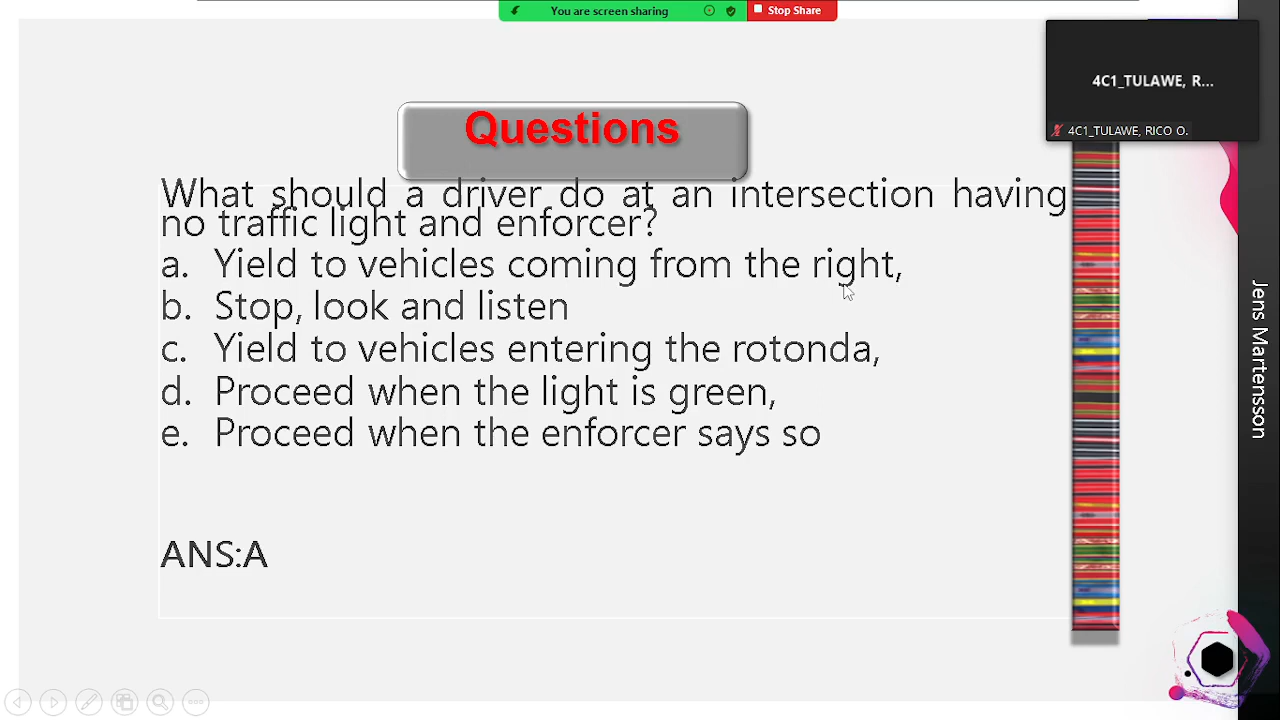 You are screen sharing
Stop Share
4C1_TULAWE, R...
4C1_TULAWE, RICO O.
Questions
What should a driver do at an intersection having
no traffic light and enforcer?
a. Yield to vehicles coming from the right,
b. Stop, look and listen
c. Yield to vehicles entering the rotonda,
d. Proceed when the light is green,
e. Proceed when the enforcer says so
ANS:A
Jens Martensson